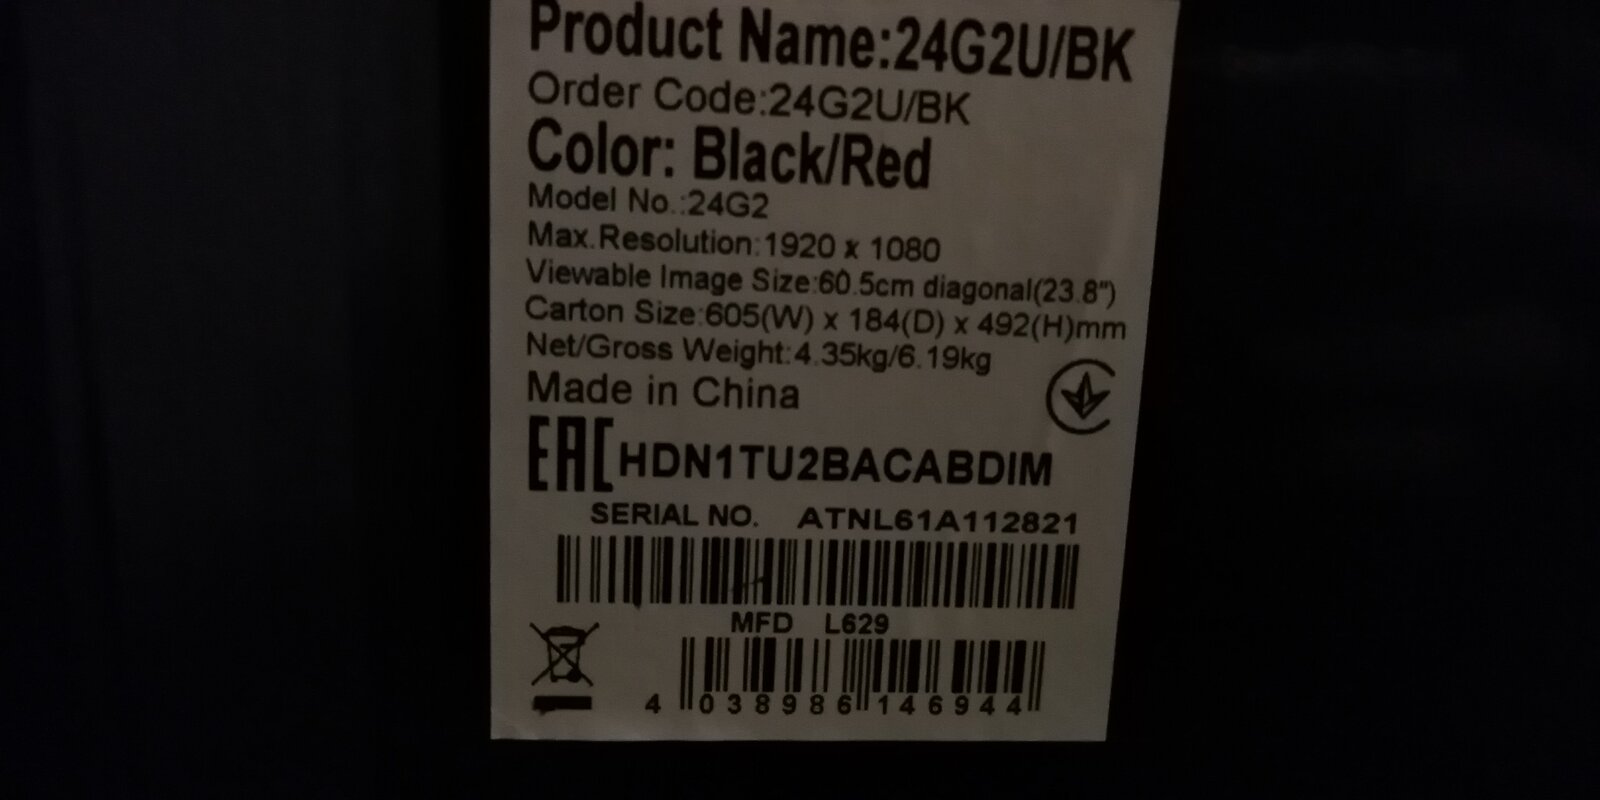 Product Name:24G2U/BK
Order Code:24G2U/BK
Color: Black/Red
Model No.:24G2
Max.Resolution:1920 x 1080
Viewable Image Size:60.5cm diagonal(23.8")
Carton Size:605(W) x 184(D) x 492(H)mm
Net/Gross Weight:4.35kg/6.19kg
Made in China
EAC HDN1TU2BACABDIM
SERIAL NO. ATNL61A112821
MFD L629
4 038986 146944